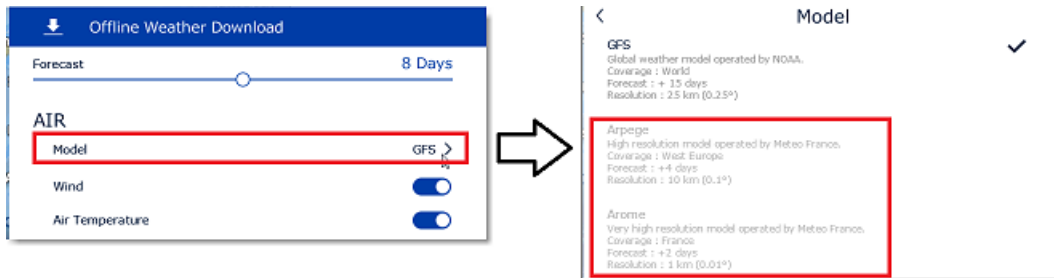 Offline Weather Download
Forecast 8 Days
AIR
Model GFS
Wind
Air Temperature
Model
GFS
Global weather model operated by NOAA.
Coverage : World
Forecast : + 15 days
Resolution : 25 km (0.25°)
Arpege
High resolution model operated by Meteo France.
Coverage : West Europe
Forecast : +4 days
Resolution : 10 km (0.1°)
Arome
Very high resolution model operated by Meteo France.
Coverage : France
Forecast : +2 days
Resolution : 1 km (0.01°)